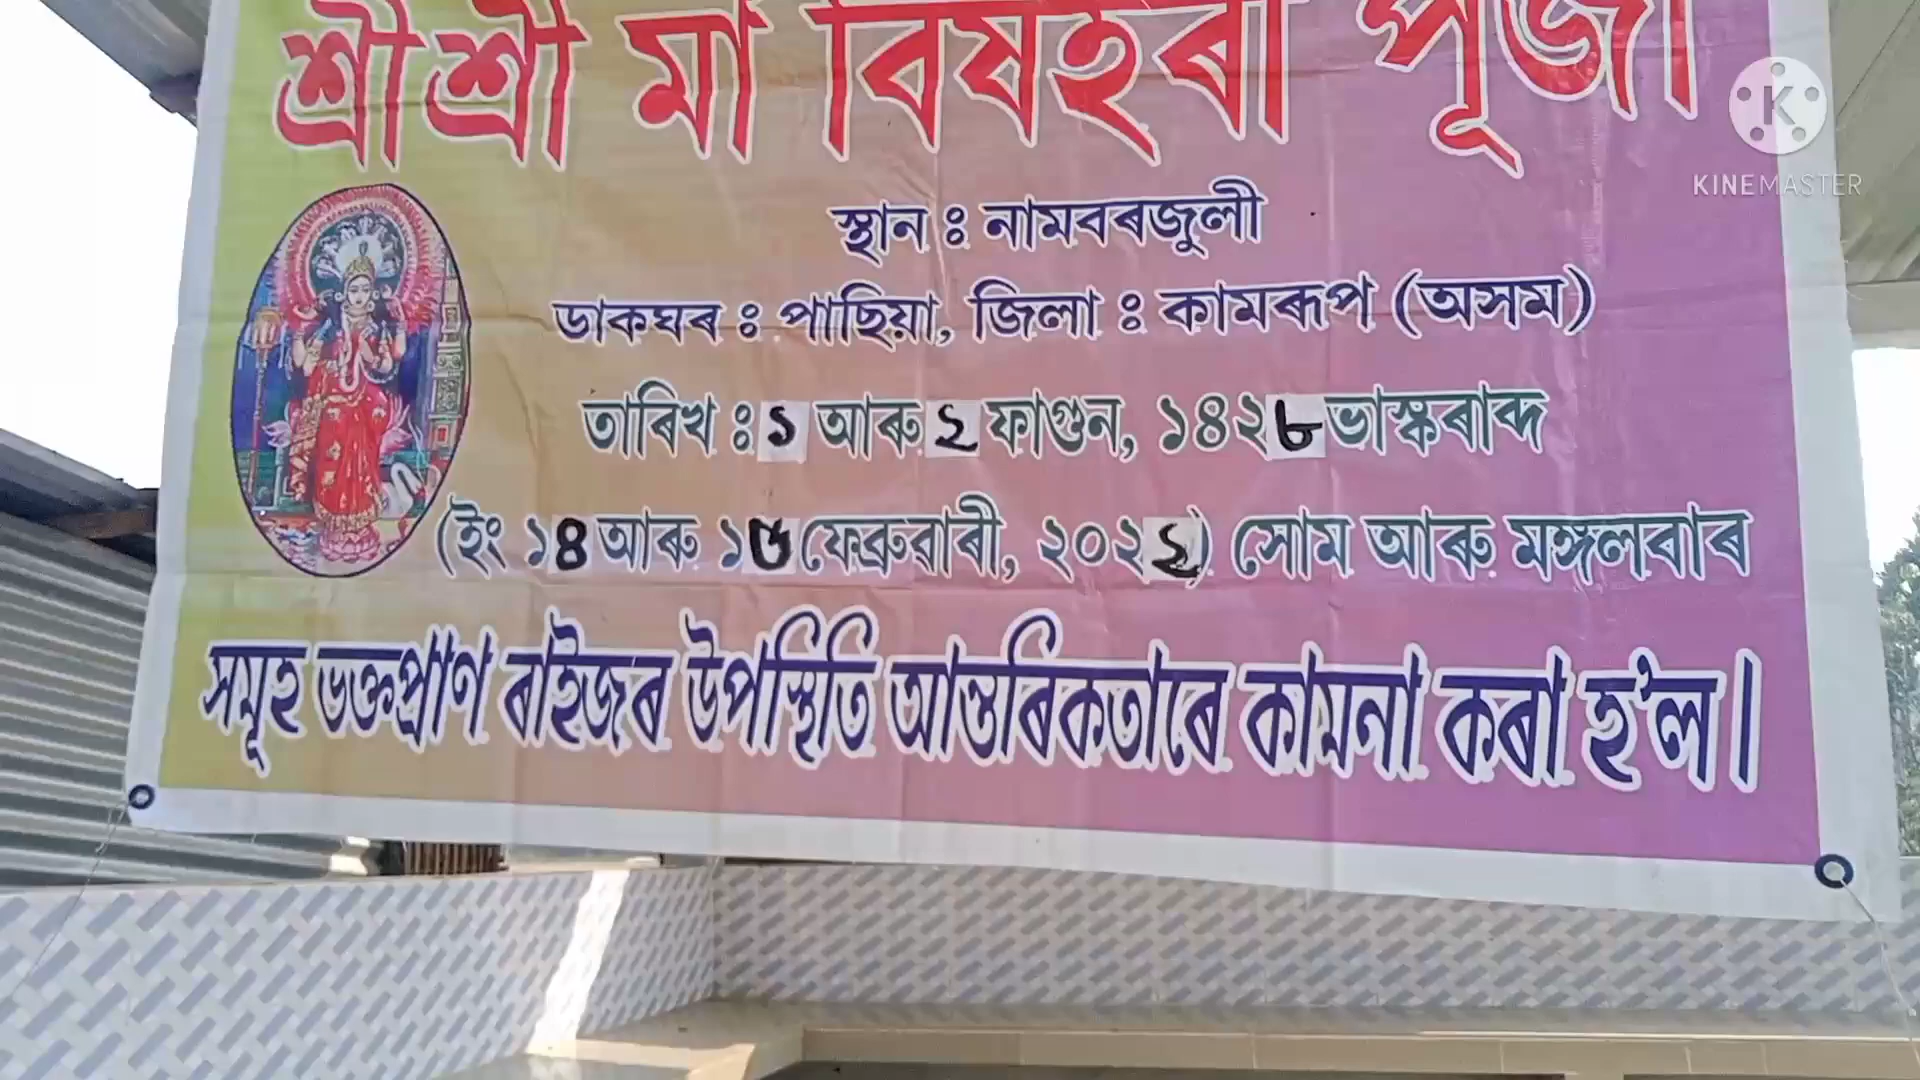 শ্ৰীশ্ৰী মা বিষহৰী পূজা
স্থান ঃ নামবৰজুলী
ডাকঘৰ ঃ পাছিয়া, জিলা ঃ কামৰূপ (অসম)
তাৰিখ ঃ ১ আৰু ২ ফাগুন, ১৪২৮ ভাস্কৰাব্দ
(ইং ১৪ আৰু ১৫ ফেব্ৰুৱাৰী, ২০২২) সোম আৰু মঙ্গলবাৰ
সমূহ ভক্তপ্ৰাণ ৰাইজৰ উপস্থিতি আন্তৰিকতাৰে কামনা কৰা হ'ল।
KINEMASTER